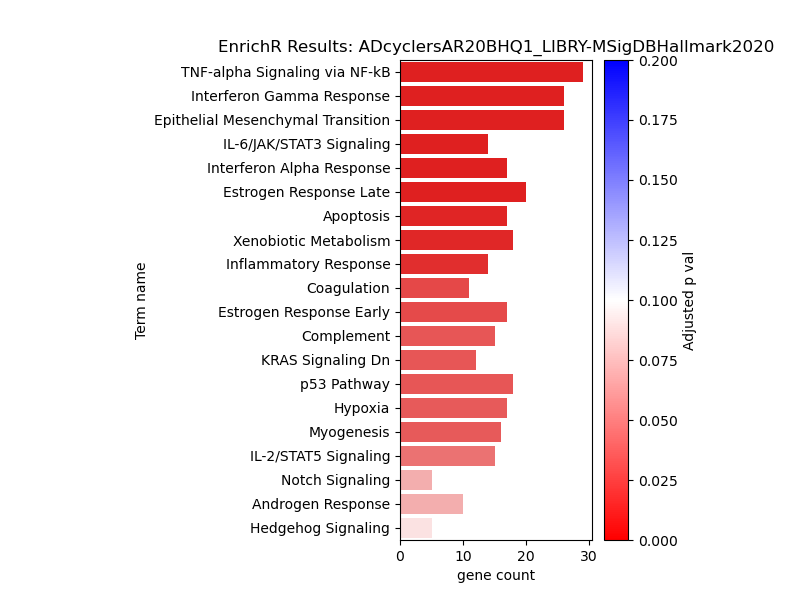 EnrichR Results: ADcyclersAR20BHQ1_LIBRY-MSigDBHallmark2020
Term name
TNF-alpha Signaling via NF-kB
Interferon Gamma Response
Epithelial Mesenchymal Transition
IL-6/JAK/STAT3 Signaling
Interferon Alpha Response
Estrogen Response Late
Apoptosis
Xenobiotic Metabolism
Inflammatory Response
Coagulation
Estrogen Response Early
Complement
KRAS Signaling Dn
p53 Pathway
Hypoxia
Myogenesis
IL-2/STAT5 Signaling
Notch Signaling
Androgen Response
Hedgehog Signaling
0 10 20 30
gene count
0.200
0.175
0.150
0.125
0.100
0.075
0.050
0.025
0.000
Adjusted p val